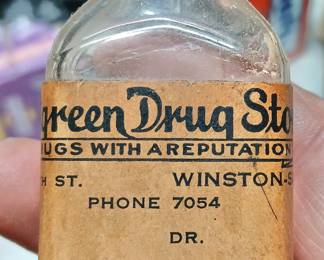 green Drug Sto
UGS WITH A REPUTATION
H ST. WINSTON-S
PHONE 7054
DR.